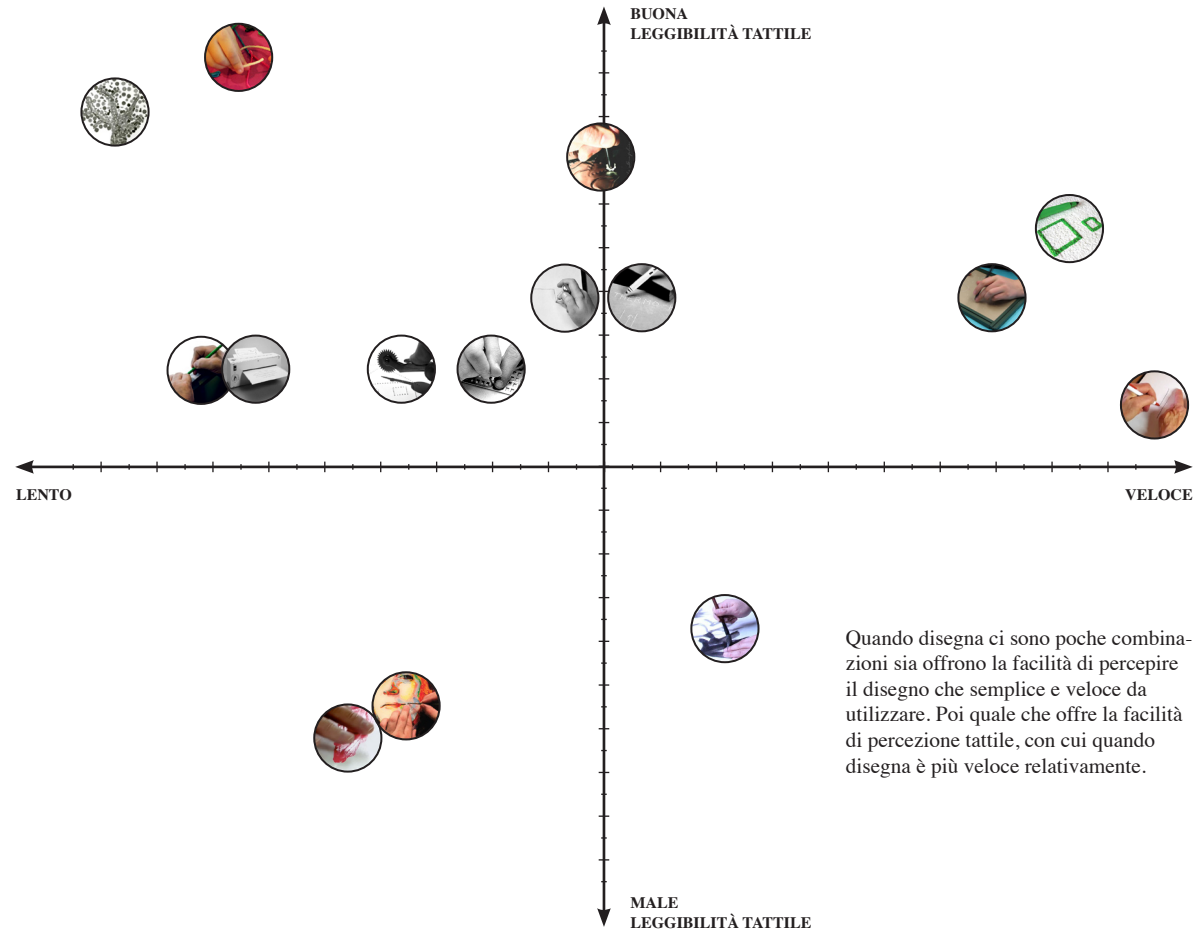 BUONA
LEGGIBILITÀ TATTILE
LENTO
VELOCE
Quando disegna ci sono poche combina-
zioni sia offrono la facilità di percepire
il disegno che semplice e veloce da
utilizzare. Poi quale che offre la facilità
di percezione tattile, con cui quando
disegna è più veloce relativamente.
MALE
LEGGIBILITÀ TATTILE